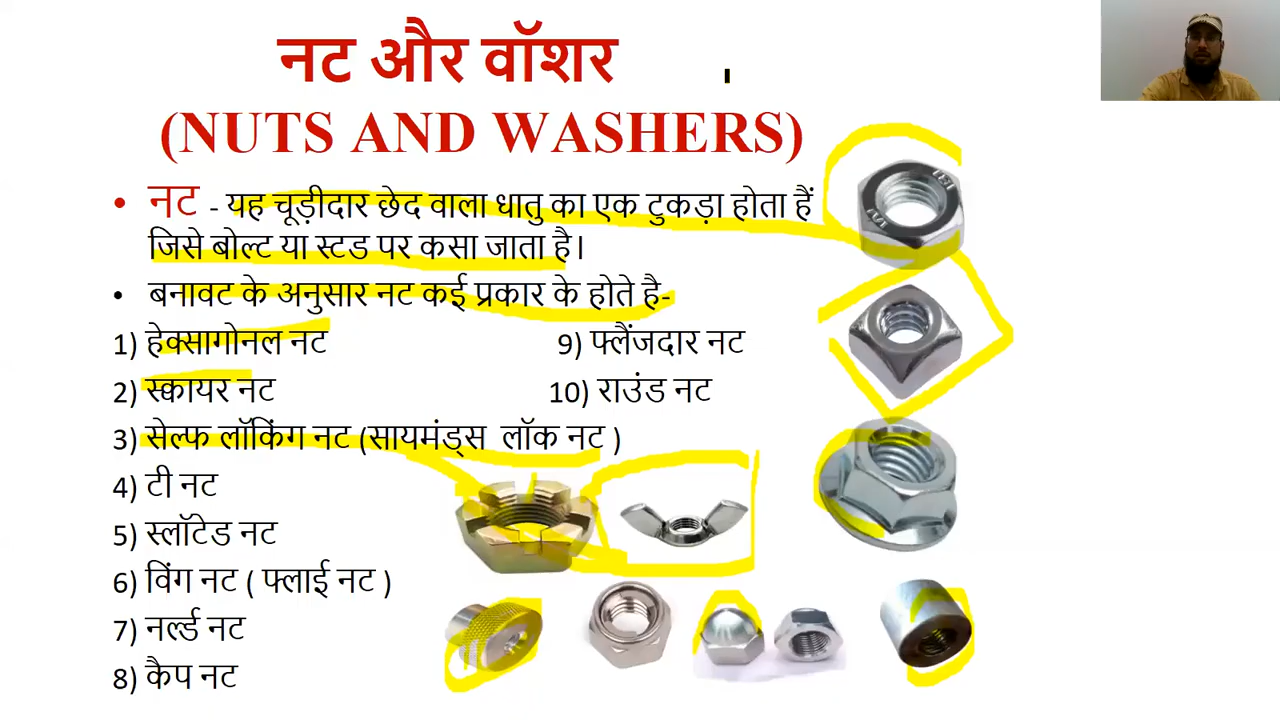 नट और वॉशर
(NUTS AND WASHERS)
• नट - यह चूड़ीदार छेद वाला धातु का एक टुकड़ा होता हैं
जिसे बोल्ट या स्टड पर कसा जाता है।
• बनावट के अनुसार नट कई प्रकार के होते है-
1) हेक्सागोनल नट
2) स्कायर नट
3) सेल्फ लॉकिंग नट (सायमंड्स लॉक नट )
4) टी नट
5) स्लॉटेड नट
6) विंग नट ( फ्लाई नट )
7) नर्ल्ड नट
8) कैप नट
9) फ्लैंजदार नट
10) राउंड नट